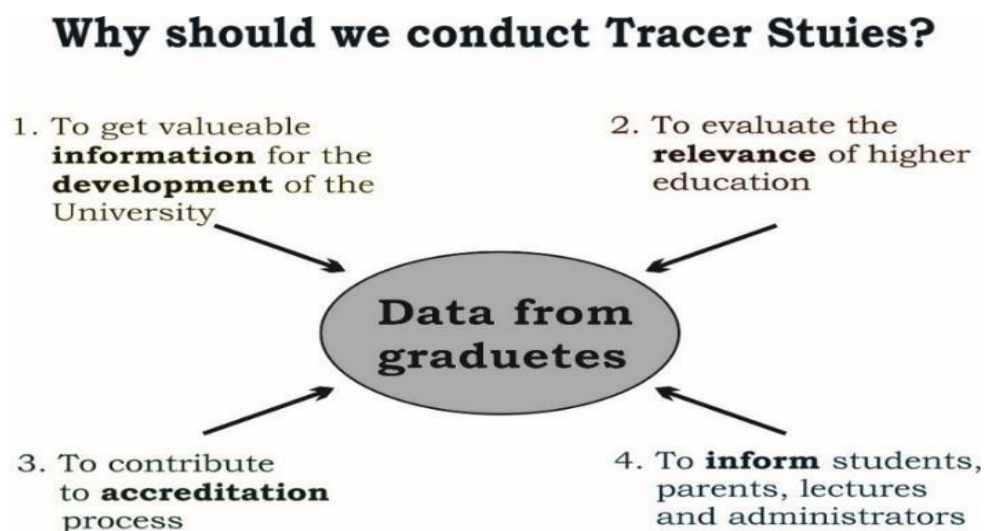 Why should we conduct Tracer Stuies?
1. To get valueable
information for the
development of the
University
2. To evaluate the
relevance of higher
education
Data from
graduetes
3. To contribute
to accreditation
process
4. To inform students,
parents, lectures
and administrators